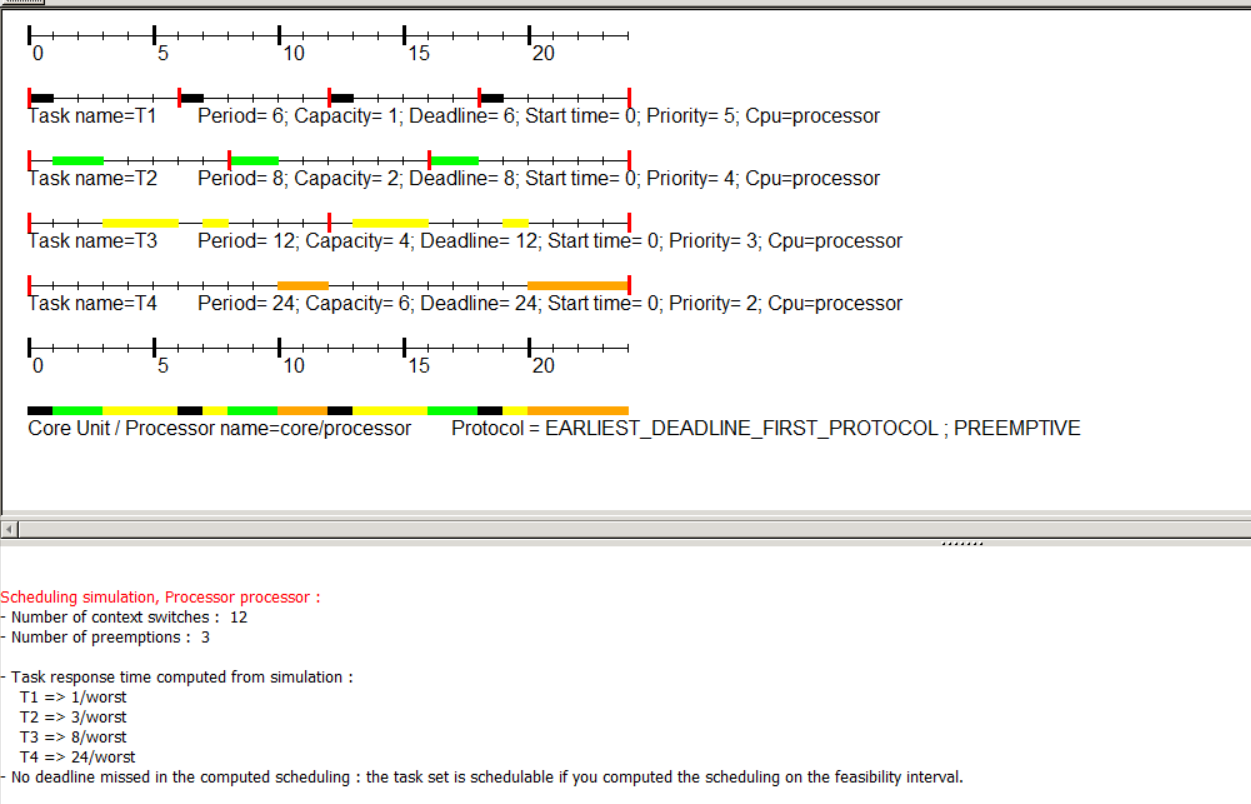 0 5 10 15 20
Task name=T1 Period= 6; Capacity= 1; Deadline= 6; Start time= 0; Priority= 5; Cpu=processor
Task name=T2 Period= 8; Capacity= 2; Deadline= 8; Start time= 0; Priority= 4; Cpu=processor
Task name=T3 Period= 12; Capacity= 4; Deadline= 12; Start time= 0; Priority= 3; Cpu=processor
Task name=T4 Period= 24; Capacity= 6; Deadline= 24; Start time= 0; Priority= 2; Cpu=processor
0 5 10 15 20
Core Unit / Processor name=core/processor Protocol = EARLIEST_DEADLINE_FIRST_PROTOCOL ; PREEMPTIVE
Scheduling simulation, Processor processor :
- Number of context switches : 12
- Number of preemptions : 3
- Task response time computed from simulation :
T1 => 1/worst
T2 => 3/worst
T3 => 8/worst
T4 => 24/worst
- No deadline missed in the computed scheduling : the task set is schedulable if you computed the scheduling on the feasibility interval.